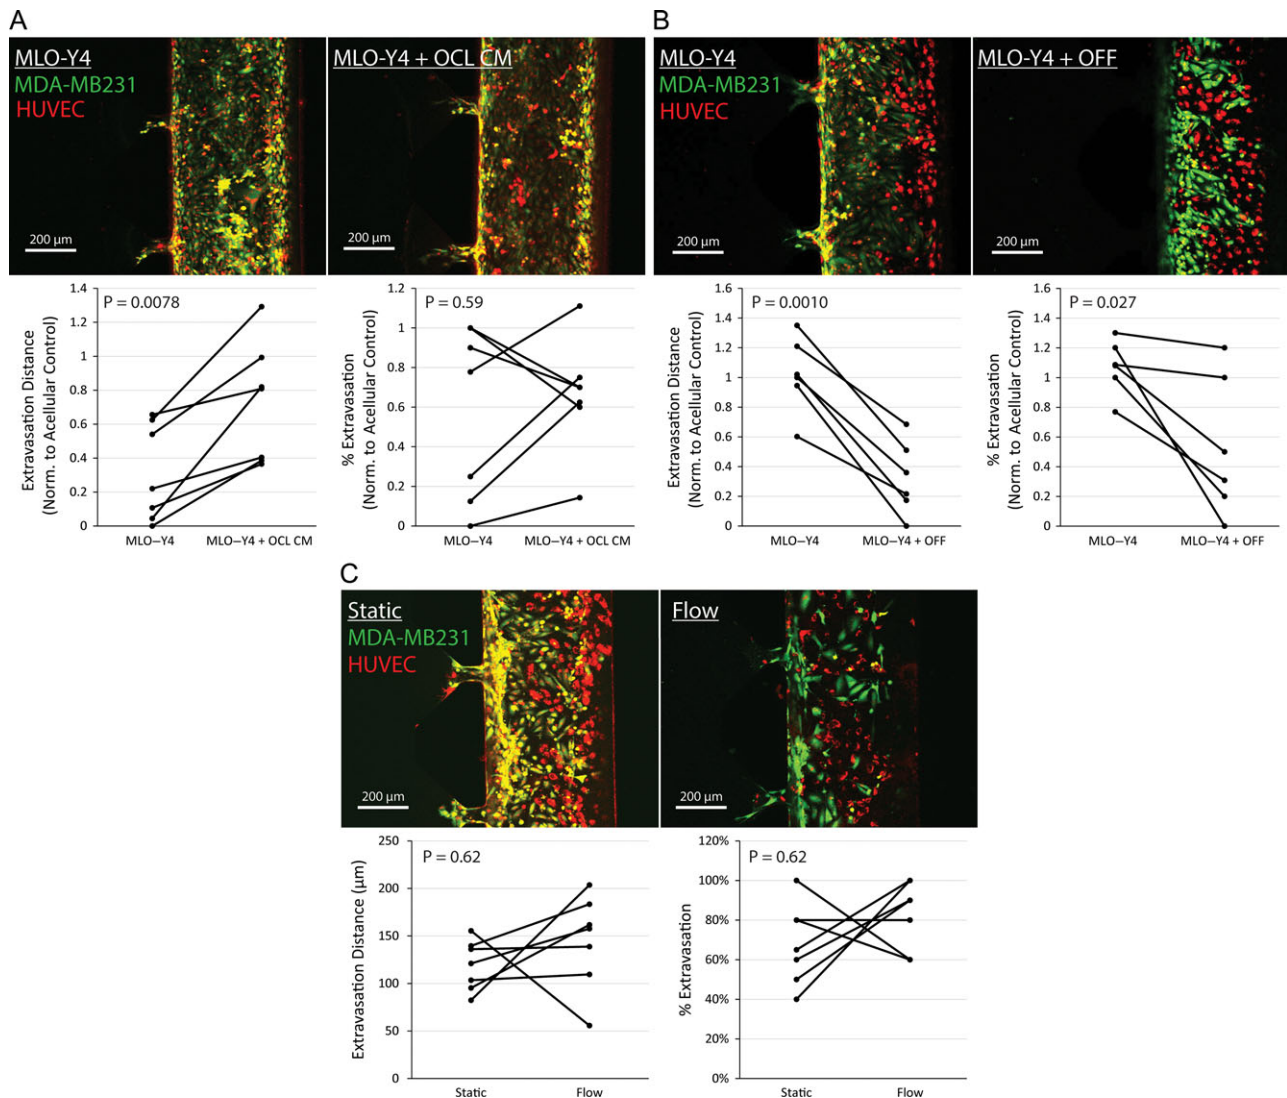 A
MLO-Y4
MDA-MB231
HUVEC
200 µm
MLO-Y4 + OCL CM
200 µm
P = 0.0078
Extravasation Distance
(Norm. to Acellular Control)
1.4
1.2
1
0.8
0.6
0.4
0.2
0
MLO–Y4
MLO–Y4 + OCL CM
P = 0.59
% Extravasation
(Norm. to Acellular Control)
1.2
1
0.8
0.6
0.4
0.2
0
MLO–Y4
MLO–Y4 + OCL CM
B
MLO-Y4
MDA-MB231
HUVEC
200 µm
MLO-Y4 + OFF
200 µm
P = 0.0010
Extravasation Distance
(Norm. to Acellular Control)
1.6
1.4
1.2
1
0.8
0.6
0.4
0.2
0
MLO–Y4
MLO–Y4 + OFF
P = 0.027
% Extravasation
(Norm. to Acellular Control)
1.6
1.4
1.2
1
0.8
0.6
0.4
0.2
0
MLO–Y4
MLO–Y4 + OFF
C
Static
MDA-MB231
HUVEC
200 µm
Flow
200 µm
P = 0.62
Extravasation Distance (µm)
250
200
150
100
50
0
Static
Flow
P = 0.62
% Extravasation
120%
100%
80%
60%
40%
20%
0%
Static
Flow